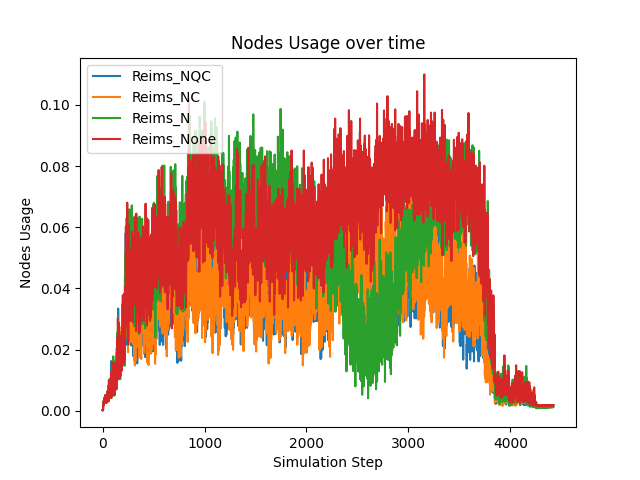 Nodes Usage over time
Reims_NQC
Reims_NC
Reims_N
Reims_None
0.10
0.08
0.06
0.04
0.02
0.00
Nodes Usage
0
1000
2000
3000
4000
Simulation Step